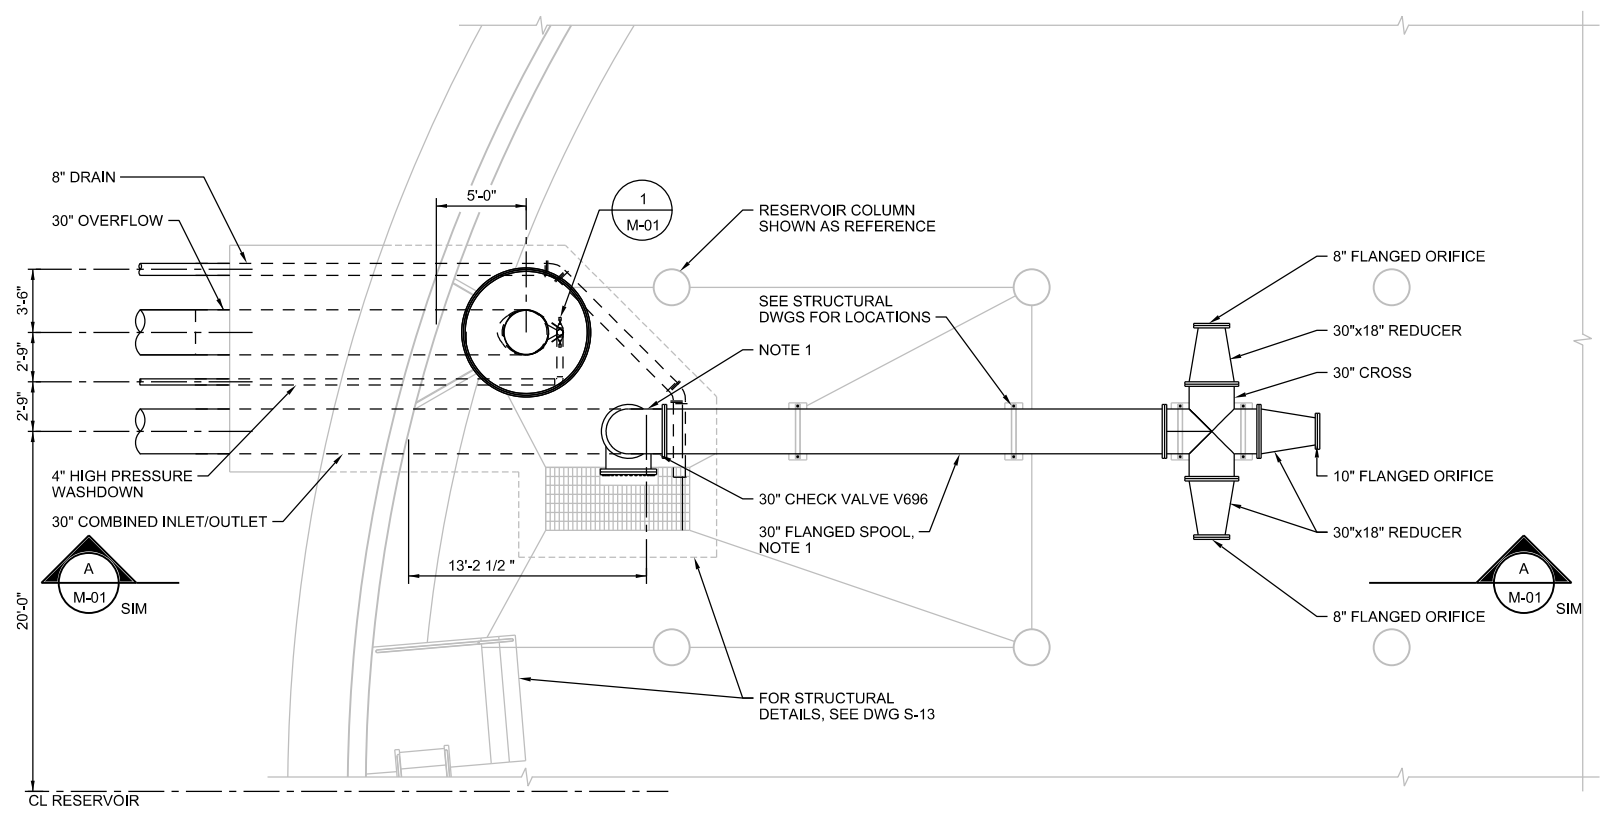 8" DRAIN
30" OVERFLOW
5'-0"
1
M-01
RESERVOIR COLUMN
SHOWN AS REFERENCE
8" FLANGED ORIFICE
3'-6"
SEE STRUCTURAL
DWGS FOR LOCATIONS
30"x18" REDUCER
NOTE 1
2'-9"
30" CROSS
2'-9"
4" HIGH PRESSURE
WASHDOWN
10" FLANGED ORIFICE
30" CHECK VALVE V696
30" COMBINED INLET/OUTLET
30" FLANGED SPOOL,
NOTE 1
30"x18" REDUCER
13'-2 1/2 "
A
M-01
SIM
A
M-01
SIM
20'-0"
8" FLANGED ORIFICE
FOR STRUCTURAL
DETAILS, SEE DWG S-13
CL RESERVOIR